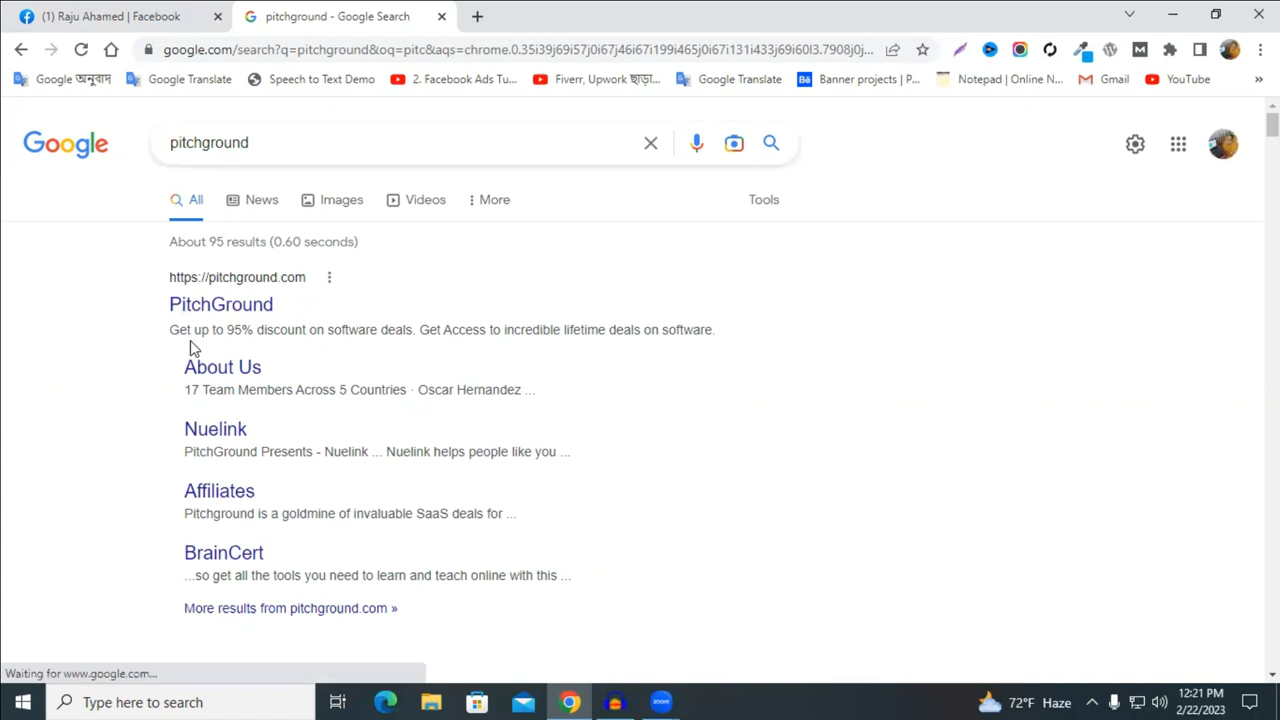 (1) Raju Ahamed | Facebook
pitchground - Google Search
google.com/search?q=pitchground&oq=pitc&aqs=chrome.0.35i39j69i57j0i67j46i67i199i465j0i67i131i433j69i60l3.7908j0j...
Google অনুবাদ
Google Translate
Speech to Text Demo
2. Facebook Ads Tu...
Fiverr, Upwork ছাড়া...
Google Translate
Banner projects | P...
Notepad | Online N...
Gmail
YouTube
»
Google
pitchground
All
News
Images
Videos
More
Tools
About 95 results (0.60 seconds)
https://pitchground.com
PitchGround
Get up to 95% discount on software deals. Get Access to incredible lifetime deals on software.
About Us
17 Team Members Across 5 Countries · Oscar Hernandez ...
Nuelink
PitchGround Presents - Nuelink ... Nuelink helps people like you ...
Affiliates
Pitchground is a goldmine of invaluable SaaS deals for ...
BrainCert
...so get all the tools you need to learn and teach online with this ...
More results from pitchground.com »
Waiting for www.google.com...
Type here to search
zoom
72°F Haze
12:21 PM
2/22/2023